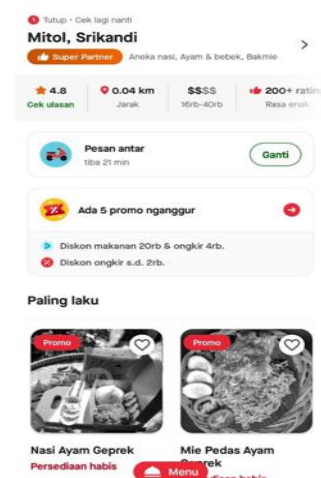 Tutup • Cek lagi nanti
Mitol, Srikandi
Super Partner Aneka nasi, Ayam & bebek, Bakmie
4.8 0.04 km $$$$ 200+ rating
Cek ulasan Jarak 16rb-40rb Rasa enak
Pesan antar
tiba 21 min
Ganti
Ada 5 promo nganggur
Diskon makanan 20rb & ongkir 4rb.
Diskon ongkir s.d. 2rb.
Paling laku
Promo Promo
Nasi Ayam Geprek
Persediaan habis
Mie Pedas Ayam
habis
Menu